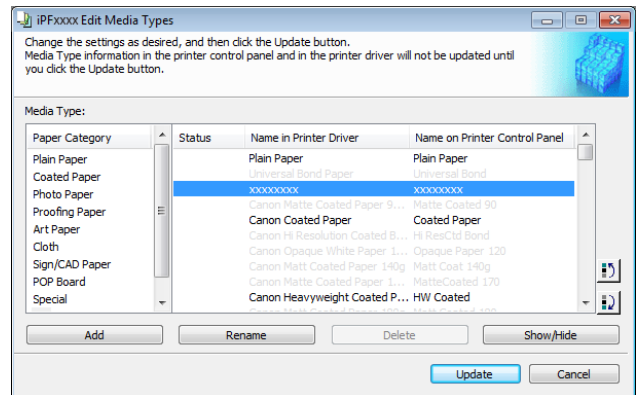 iPFxxxx Edit Media Types
Change the settings as desired, and then click the Update button.
Media Type information in the printer control panel and in the printer driver will not be updated until
you click the Update button.
Media Type:
Paper Category Status Name in Printer Driver Name on Printer Control Panel
Plain Paper Plain Paper Plain Paper
Coated Paper Universal Bond Paper Universal Bond
Photo Paper xxxxxxxx xxxxxxxx
Proofing Paper Canon Matte Coated Paper 9... Matte Coated 90
Art Paper Canon Coated Paper Coated Paper
Cloth Canon Hi Resolution Coated B... Hi ResCtd Bond
Sign/CAD Paper Canon Opaque White Paper 1... Opaque Paper 120
POP Board Canon Matt Coated Paper 140g Matt Coat 140g
Special Canon Matte Coated Paper 1... MatteCoated 170
Canon Heavyweight Coated P... HW Coated
Add Rename Delete Show/Hide
Update Cancel